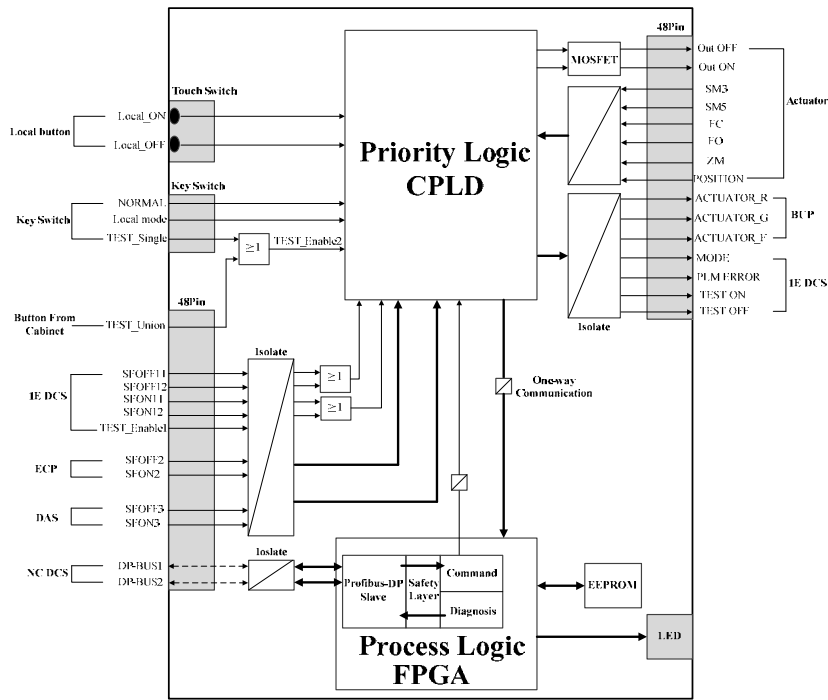 48Pin
Touch Switch
Local button
Local_ON
Local_OFF
Key Switch
Key Switch
NORMAL
Local mode
TEST_Single
≥1
TEST_Enable2
48Pin
Button From
Cabinet
TEST_Union
Priority Logic
CPLD
MOSFET
Out OFF
Out ON
SM3
SM5
FC
FO
ZM
POSITION
Actuator
ACTUATOR_R
ACTUATOR_G
ACTUATOR_F
BUP
MODE
PLM ERROR
TEST ON
TEST OFF
1E DCS
Isolate
Isolate
1E DCS
SFOFF11
SFOFF12
SFON11
SFON12
TEST_Enable1
≥1
≥1
ECP
SFOFF2
SFON2
DAS
SFOFF3
SFON3
One-way
Communication
NC DCS
DP-BUS1
DP-BUS2
Ioslate
Profibus-DP
Slave
Safety
Layer
Command
Diagnosis
Process Logic
FPGA
EEPROM
LED